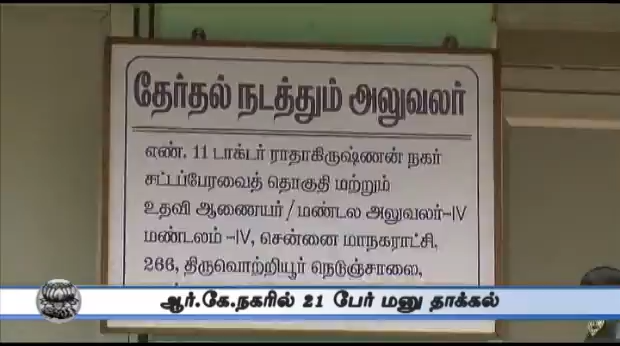 தேர்தல் நடத்தும் அலுவலர்
எண். 11 டாக்டர் ராதாகிருஷ்ணன் நகர்
சட்டப்பேரவைத் தொகுதி மற்றும்
உதவி ஆணையர் / மண்டல அலுவலர்-IV
மண்டலம் -IV, சென்னை மாநகராட்சி,
266, திருவொற்றியூர் நெடுஞ்சாலை,
ஆர்.கே.நகரில் 21 பேர் மனு தாக்கல்